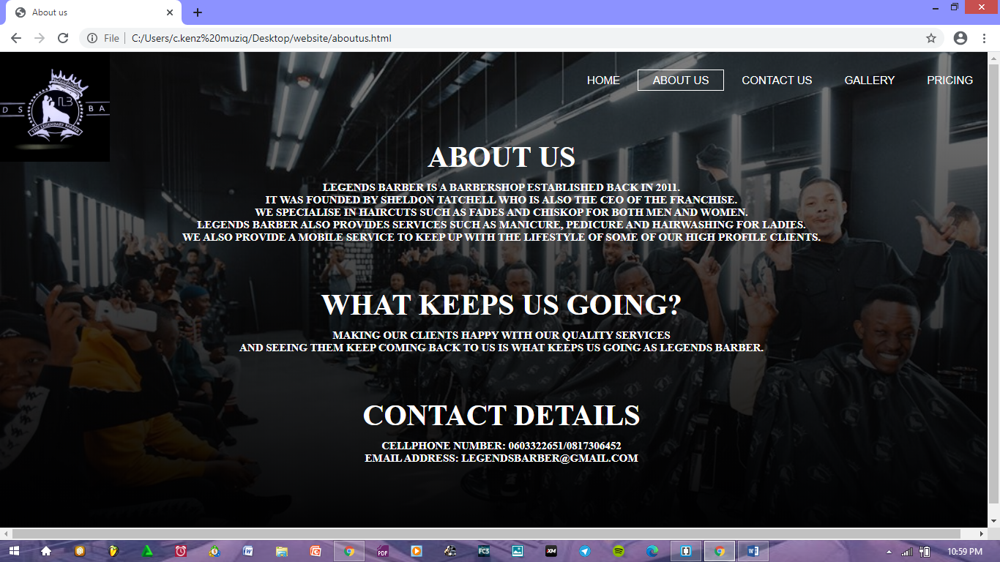 About us
File
C:/Users/c.kenz%20muziq/Desktop/website/aboutus.html
HOME ABOUT US CONTACT US GALLERY PRICING
D S BA
LB
THE LEGENDARY BARBER
ABOUT US
LEGENDS BARBER IS A BARBERSHOP ESTABLISHED BACK IN 2011.
IT WAS FOUNDED BY SHELDON TATCHELL WHO IS ALSO THE CEO OF THE FRANCHISE.
WE SPECIALISE IN HAIRCUTS SUCH AS FADES AND CHISKOP FOR BOTH MEN AND WOMEN.
LEGENDS BARBER ALSO PROVIDES SERVICES SUCH AS MANICURE, PEDICURE AND HAIRWASHING FOR LADIES.
WE ALSO PROVIDE A MOBILE SERVICE TO KEEP UP WITH THE LIFESTYLE OF SOME OF OUR HIGH PROFILE CLIENTS.
WHAT KEEPS US GOING?
MAKING OUR CLIENTS HAPPY WITH OUR QUALITY SERVICES
AND SEEING THEM KEEP COMING BACK TO US IS WHAT KEEPS US GOING AS LEGENDS BARBER.
CONTACT DETAILS
CELLPHONE NUMBER: 0603322651/0817306452
EMAIL ADDRESS: LEGENDSBARBER@GMAIL.COM
PDF
FC3
XM
10:59 PM